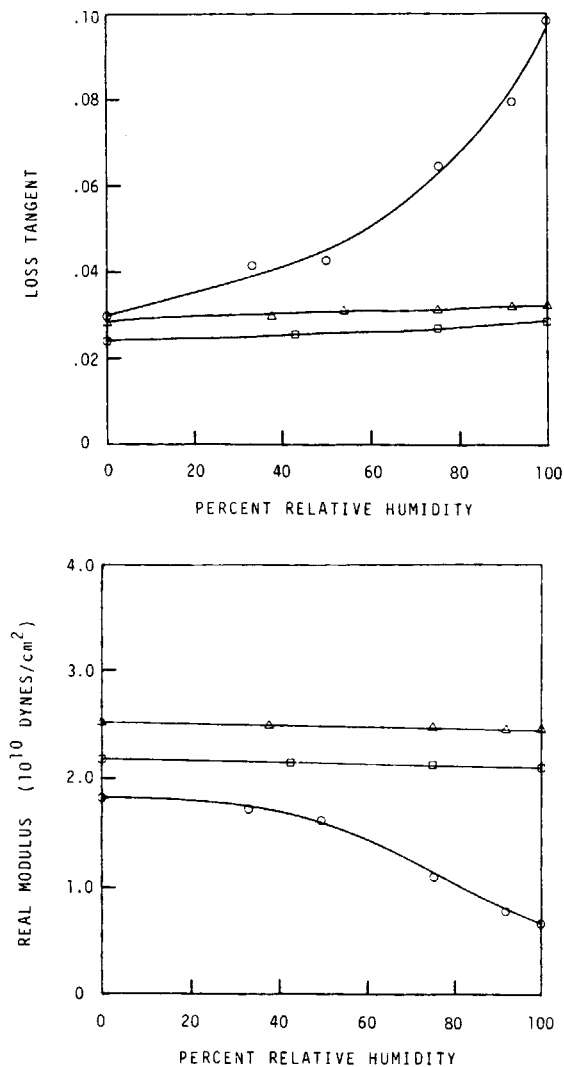 .10
.08
.06
.04
.02
0
LOSS TANGENT
0 20 40 60 80 100
PERCENT RELATIVE HUMIDITY
4.0
3.0
2.0
1.0
0
REAL MODULUS (10^10 DYNES/cm^2)
0 20 40 60 80 100
PERCENT RELATIVE HUMIDITY